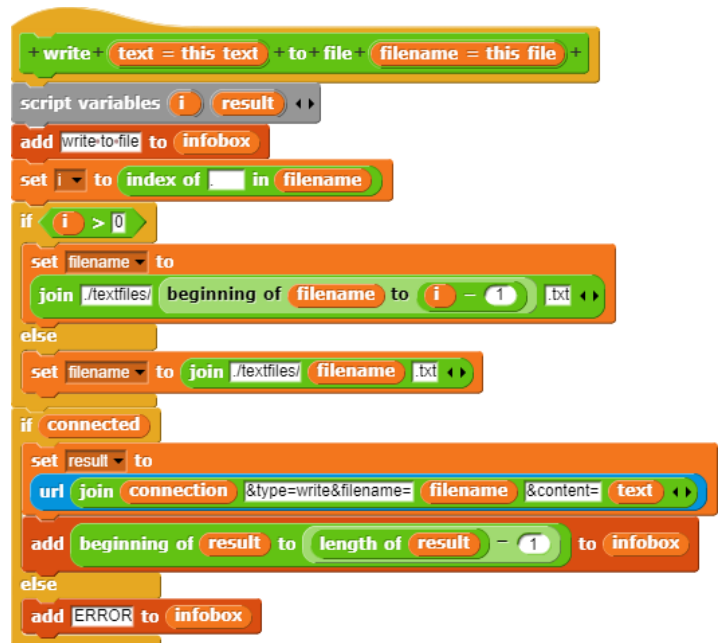 + write + text = this text + to + file + filename = this file +
script variables i result
add write·to·file to infobox
set i to index of . in filename
if i > 0
set filename to
join ./textfiles/ beginning of filename to i - 1 .txt
else
set filename to join ./textfiles/ filename .txt
if connected
set result to
url join connection &type=write&filename= filename &content= text
add beginning of result to length of result - 1 to infobox
else
add ERROR to infobox